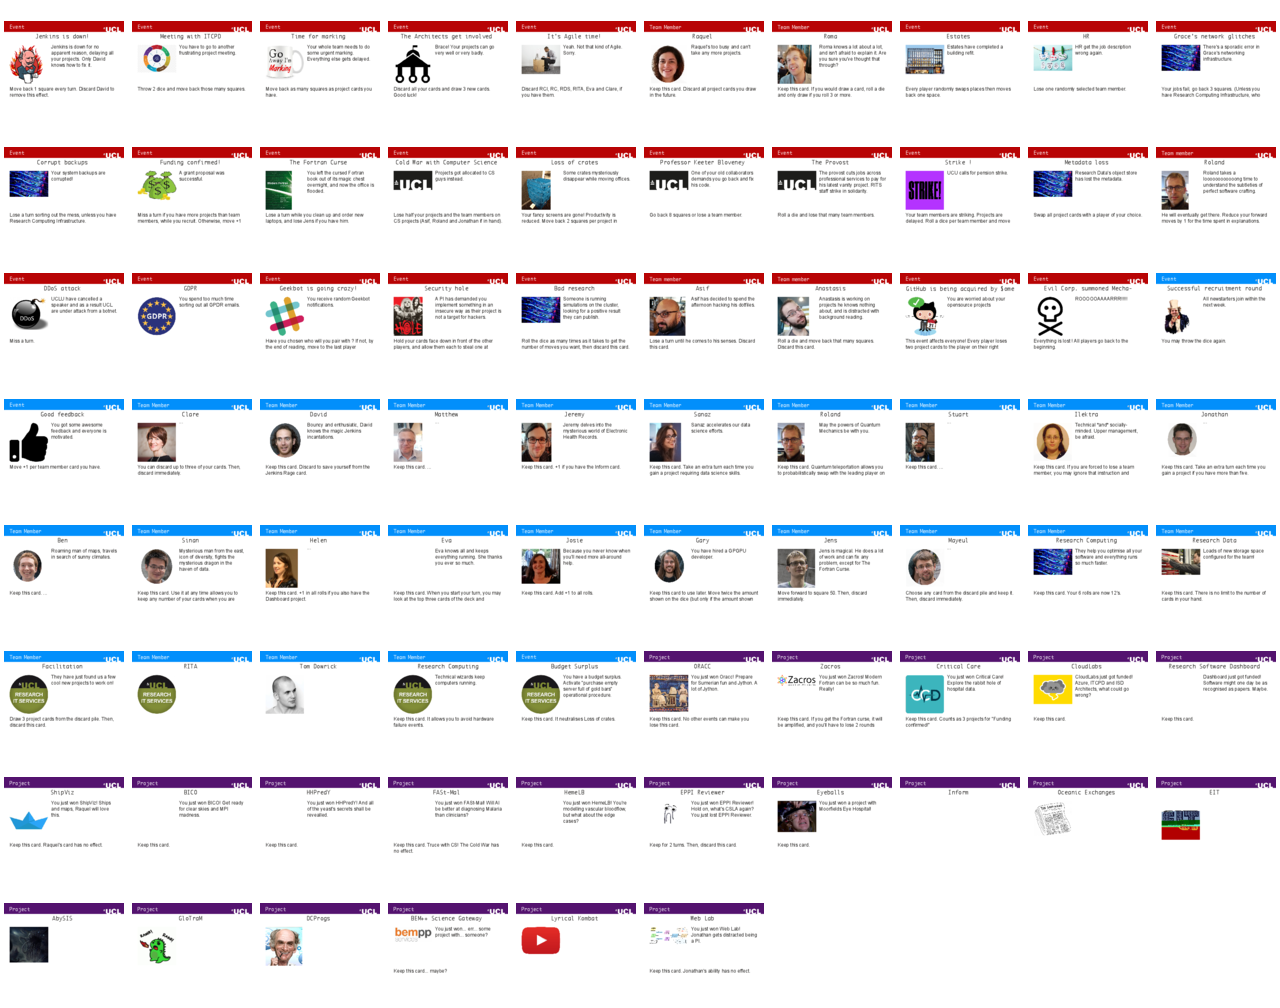 Event
UCL
Jenkins is down!
Jenkins is down for no
apparent reason, delaying all
your projects. Only David
knows how to fix it.
Move back 1 square every turn. Discard David to
remove this effect.
Event
UCL
Meeting with ITCPD
You have to go to another
frustrating project meeting.
Throw 2 dice and move back those many squares.
Event
UCL
Time for marking
Your whole team needs to do
some urgent marking.
Everything else gets delayed.
Move back as many squares as project cards you
have.
Event
UCL
The Architects get involved
Brace! Your projects can go
very well or very badly
Discard all your cards and draw 3 new cards.
Good luck!
Event
UCL
It's Agile time!
Yeah. Not that kind of Agile.
Sorry.
Discard RCI, RC, RDS, RITA, Eva and Clare, if
you have them.
Team Member
UCL
Raquel
Raquel's too busy and can't
take any more projects.
Keep this card. Discard all project cards you draw
in the future.
Team Member
UCL
Roma
Roma knows a lot about a lot,
and isn't afraid to explain it. Are
you sure you've thought that
through?
Keep this card. If you would draw a card, roll a die
and only draw if you roll 3 or more.
Event
UCL
Estates
Estates have completed a
building refit.
Every player randomly swaps places then moves
back one space.
Event
UCL
HR
HR get the job description
wrong again.
Lose one randomly selected team member.
Event
UCL
Grace's network glitches
There's a sporadic error in
Grace's networking
infrastructure.
Your jobs fail, go back 3 squares. (Unless you
have Research Computing Infrastructure, who
Event
UCL
Corrupt backups
Your system backups are
corrupted!
Lose a turn sorting out the mess, unless you have
Research Computing Infrastructure.
Event
UCL
Funding confirmed!
A grant proposal was
successful.
Miss a turn if you have more projects than team
members, while you recruit. Otherwise, move +1
Event
UCL
The Fortran Curse
You left the cursed Fortran
book out of its magic chest
overnight, and now the office is
flooded.
Lose a turn while you clean up and order new
laptops, and lose Jens if you have him.
Event
UCL
Cold War with Computer Science
Projects got allocated to CS
guys instead.
Lose half your projects and the team members on
CS projects (Asif, Roland and Jonathan if in hand).
Event
UCL
Loss of crates
Some crates mysteriously
disappear while moving offices.
Your fancy screens are gone! Productivity is
reduced. Move back 2 squares per project in
Event
UCL
Professor Keeter Bloveney
One of your old collaborators
demands you go back and fix
his code.
Go back 8 squares or lose a team member.
Event
UCL
The Provost
The provost cuts jobs across
professional services to pay for
his latest vanity project. RITS
staff strike in solidarity.
Roll a die and lose that many team members.
Event
UCL
Strike !
UCU calls for pension strike
Your team members are striking. Projects are
delayed. Roll a dice per team member and move
Event
UCL
Metadata loss
Research Data's object store
has lost the metadata.
Swap all project cards with a player of your choice.
Team member
UCL
Roland
Roland takes a
looooooooooong time to
understand the subtleties of
perfect software crafting
He will eventually get there. Reduce your forward
moves by 1 for the time spent in explanations.
Event
UCL
DDoS attack
UCLU have cancelled a
speaker and as a result UCL
are under attack from a botnet.
Miss a turn
Event
UCL
GDPR
You spend too much time
sorting out all GPDR emails.
Event
UCL
Geekbot is going crazy!
You receive random Geekbot
notifications.
Have you chosen who will you pair with? If not, by
the end of reading, move to the last player
Event
UCL
Security hole
A PI has demanded you
implement something in an
insecure way as their project is
not a target for hackers.
Hold your cards face down in front of the other
players, and allow them each to steal one at
Event
UCL
Bad research
Someone is running
simulations on the cluster,
looking for a positive result
they can publish.
Roll the dice as many times as it takes to get the
number of moves you want, then discard this card.
Team member
UCL
Asif
Asif has decided to spend the
afternoon hacking his selfies.
Lose a turn until he comes to his senses. Discard
this card.
Team member
UCL
Anastasis
Anastasis is working on
projects he knows nothing
about, and is distracted with
background reading.
Roll a die and move back that many squares.
Discard this card.
Event
UCL
GitHub is being acquired by $ome
You are worried about your
opensource projects
This event affects everyone! Every player loses
two project cards to the player on their right.
Event
UCL
Evil Corp. summoned Mecha-
ROOOOOAAAARRRR!!!!
Everything is lost! All players go back to the
beginning.
Event
UCL
Successful recruitment round
All newstarters join within the
next week.
You may throw the dice again.
Event
UCL
Good feedback
You got some awesome
feedback and everyone is
motivated.
Move +1 per team member card you have.
Team Member
UCL
Clare
...
You can discard up to three of your cards. Then,
discard immediately.
Team Member
UCL
David
Bouncy and enthusiastic, David
knows the magic Jenkins
incantations.
Keep this card. Discard to save yourself from the
Jenkins Rage card.
Team Member
UCL
Matthew
...
Keep this card. ...
Team Member
UCL
Jeremy
Jeremy delves into the
mysterious world of Electronic
Health Records.
Keep this card. +1 if you have the Inform card.
Team Member
UCL
Sanaz
Sanaz accelerates our data
science efforts.
Keep this card. Take an extra turn each time you
gain a project requiring data science skills.
Team Member
UCL
Roland
May the powers of Quantum
Mechanics be with you.
Keep this card. Quantum teleportation allows you
to probabilistically swap with the leading player on
Team Member
UCL
Stuart
...
Keep this card. ...
Team Member
UCL
Ilektra
Technical *and* socially-
minded. Upper management,
be afraid.
Keep this card. If you are forced to lose a team
member, you may ignore that instruction and
Team Member
UCL
Jonathan
...
Keep this card. Take an extra turn each time you
gain a project if you have more than five.
Team Member
UCL
Ben
Roaming man of maps, travels
in search of sunny climates.
Keep this card. ...
Team Member
UCL
Sinan
Mysterious man from the east,
icon of diversity, fights the
mysterious dragon in the
haven of data
Keep this card. Use it at any time allows you to
keep any number of your cards when you are
Team Member
UCL
Helen
...
Keep this card. +1 in all rolls if you also have the
Dashboard project.
Team Member
UCL
Eva
Eva knows all and keeps
everything running. She thanks
you ever so much.
Keep this card. When you start your turn, you may
look at the top three cards of the deck and
Team Member
UCL
Josie
Because you never know when
you'll need more all-around
help.
Keep this card. Add +1 to all rolls.
Team Member
UCL
Gary
You have hired a GPGPU
developer.
Keep this card to use later. Move twice the amount
shown on the dice (but only if the amount shown
Team Member
UCL
Jens
Jens is magical. He does a lot
of work and can fix any
problem, except for The
Fortran Curse
Move forward to square 50. Then, discard
immediately.
Team Member
UCL
Mayeul
...
Choose any card from the discard pile and keep it.
Then, discard immediately.
Team Member
UCL
Research Computing
They help you optimise all your
software and everything runs
so much faster.
Keep this card. Your 6 rolls are now 12's.
Team Member
UCL
Research Data
Loads of new storage space
configured for the team!
Keep this card. There is no limit to the number of
cards in your hand.
Team Member
UCL
Facilitation
They have just found us a few
cool new projects to work on!
UCL
RESEARCH
IT SERVICES
Draw 3 project cards from the discard pile. Then,
discard this card.
Team Member
UCL
RITA
UCL
RESEARCH
IT SERVICES
Team Member
UCL
Tom Dowrick
Team Member
UCL
Research Computing
Technical wizards keep
computers running.
UCL
RESEARCH
IT SERVICES
Keep this card. It allows you to avoid hardware
failure events.
Event
UCL
Budget Surplus
You have a budget surplus.
Activate "purchase empty
server full of gold bars"
operational procedure.
UCL
RESEARCH
IT SERVICES
Keep this card. It neutralises Loss of crates.
Project
UCL
ORACC
You just won Oracc! Prepare
for Sumerian fun and Jython. A
lot of Jython.
Keep this card. No other events can make you
lose this card.
Project
UCL
Zacros
You just won Zacros! Modern
Fortran can be so much fun.
Really!
Zacros
Keep this card. If you get the Fortran curse, it will
be amplified, and you'll have to lose 2 rounds.
Project
UCL
Critical Care
You just won Critical Care!
Explore the rabbit hole of
hospital data.
Keep this card. Counts as 3 projects for "Funding
confirmed!"
Project
UCL
CloudLabs
CloudLabs just got funded!
Azure, ITCPD and ISD
Architects, what could go
wrong?
Keep this card.
Project
UCL
Research Software Dashboard
Dashboard just got funded!
Software might one day be as
recognised as papers. Maybe.
Keep this card.
Project
UCL
ShipViz
You just won ShipViz! Ships
and maps, Raquel will love
this.
Keep this card. Raquel's card has no effect.
Project
UCL
BICO
You just won BICO! Get ready
for clear skies and MPI
madness.
Keep this card.
Project
UCL
HHPredY
You just won HHPredY! And all
of the yeast's secrets shall be
revealed.
Keep this card.
Project
UCL
FASt-Mal
You just won FASt-Mal! Will AI
be better at diagnosing Malaria
than clinicians?
Keep this card. Truce with CS! The Cold War has
no effect.
Project
UCL
HemeLB
You just won HemeLB! You're
modelling vascular bloodflow,
but what about the edge
cases?
Keep this card.
Project
UCL
EPPI Reviewer
You just won EPPI Reviewer!
Hold on, what's CSLA again?
You just lost EPPI Reviewer.
Keep for 2 turns. Then, discard this card.
Project
UCL
Eyeballs
You just won a project with
Moorfields Eye Hospital!
Keep this card.
Project
UCL
Inform
Project
UCL
Oceanic Exchanges
Project
UCL
EIT
Project
UCL
AbySIS
Project
UCL
GloTraM
Project
UCL
DCProgs
Project
UCL
BEM++ Science Gateway
You just won... err... some
project with... someone?
bempp
Keep this card... maybe?
Project
UCL
Lyrical Kombat
Project
UCL
Web Lab
You just won Web Lab!
Jonathan gets distracted being
a PI.
Keep this card. Jonathan's ability has no effect.